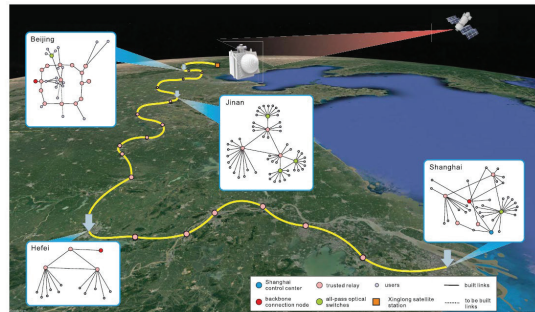 Beijing
Jinan
Shanghai
Hefei
Shanghai
control center
trusted relay
users
built links
backbone
connection node
all-pass optical
switches
Xinglong satellite
station
to be built
links